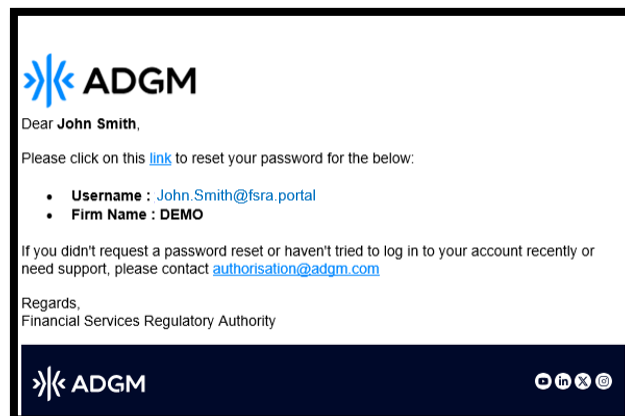 ADGM
Dear John Smith,
Please click on this link to reset your password for the below:
• Username : John.Smith@fsra.portal
• Firm Name : DEMO
If you didn't request a password reset or haven't tried to log in to your account recently or
need support, please contact authorisation@adgm.com
Regards,
Financial Services Regulatory Authority
ADGM